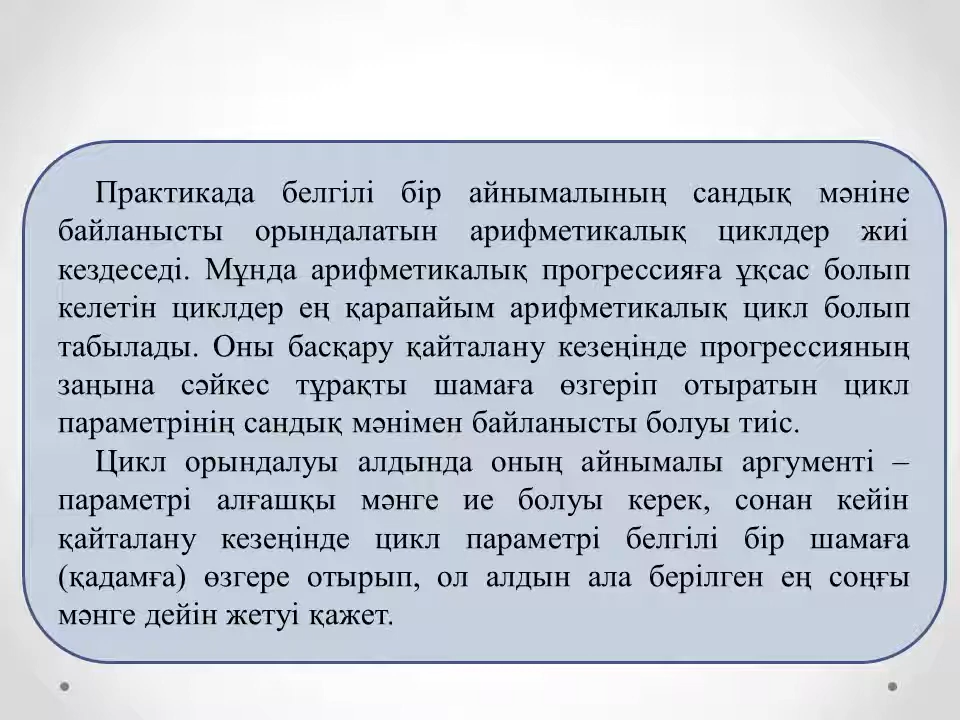 Практикада белгілі бір айнымалының сандық мәніне
байланысты орындалатын арифметикалық циклдер жиі
кездеседі. Мұнда арифметикалық прогрессияға ұқсас болып
келетін циклдер ең қарапайым арифметикалық цикл болып
табылады. Оны басқару қайталану кезеңінде прогрессияның
заңына сәйкес тұрақты шамаға өзгеріп отыратын цикл
параметрінің сандық мәнімен байланысты болуы тиіс.
Цикл орындалуы алдында оның айнымалы аргументі –
параметрі алғашқы мәнге ие болуы керек, сонан кейін
қайталану кезеңінде цикл параметрі белгілі бір шамаға
(қадамға) өзгере отырып, ол алдын ала берілген ең соңғы
мәнге дейін жетуі қажет.